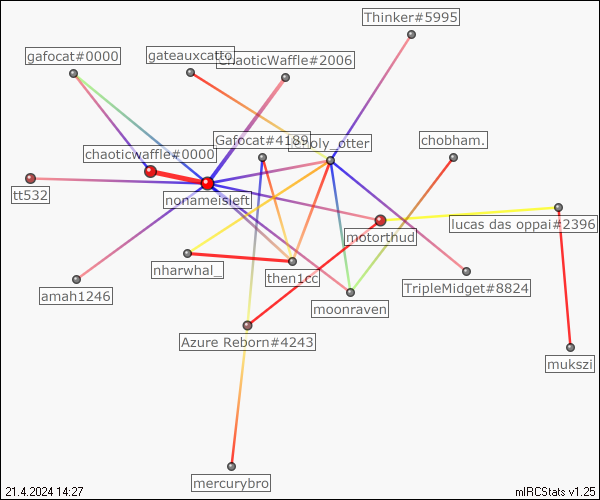 Thinker#5995
gafocat#0000
gateauxcatto
chaoticWaffle#2006
Gafocat#4189
unholy_otter
chobham.
chaoticwaffle#0000
tt532
nonameisleft
lucas das oppai#2396
motorthud
nharwhal_
then1cc
amah1246
TripleMidget#8824
moonraven
Azure Reborn#4243
mukszi
mercurybro
21.4.2024 14:27
mIRCStats v1.25